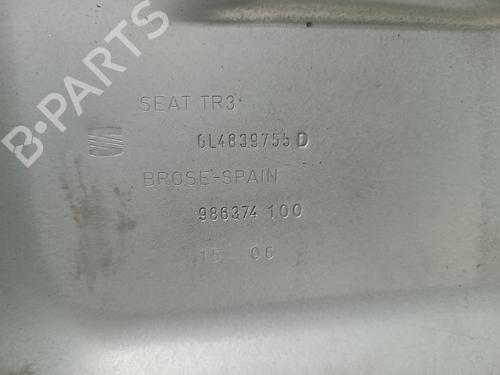 B-PARTS
SEAT TR3
6L4839755 D
BROSE-SPAIN
986374 100
15 06